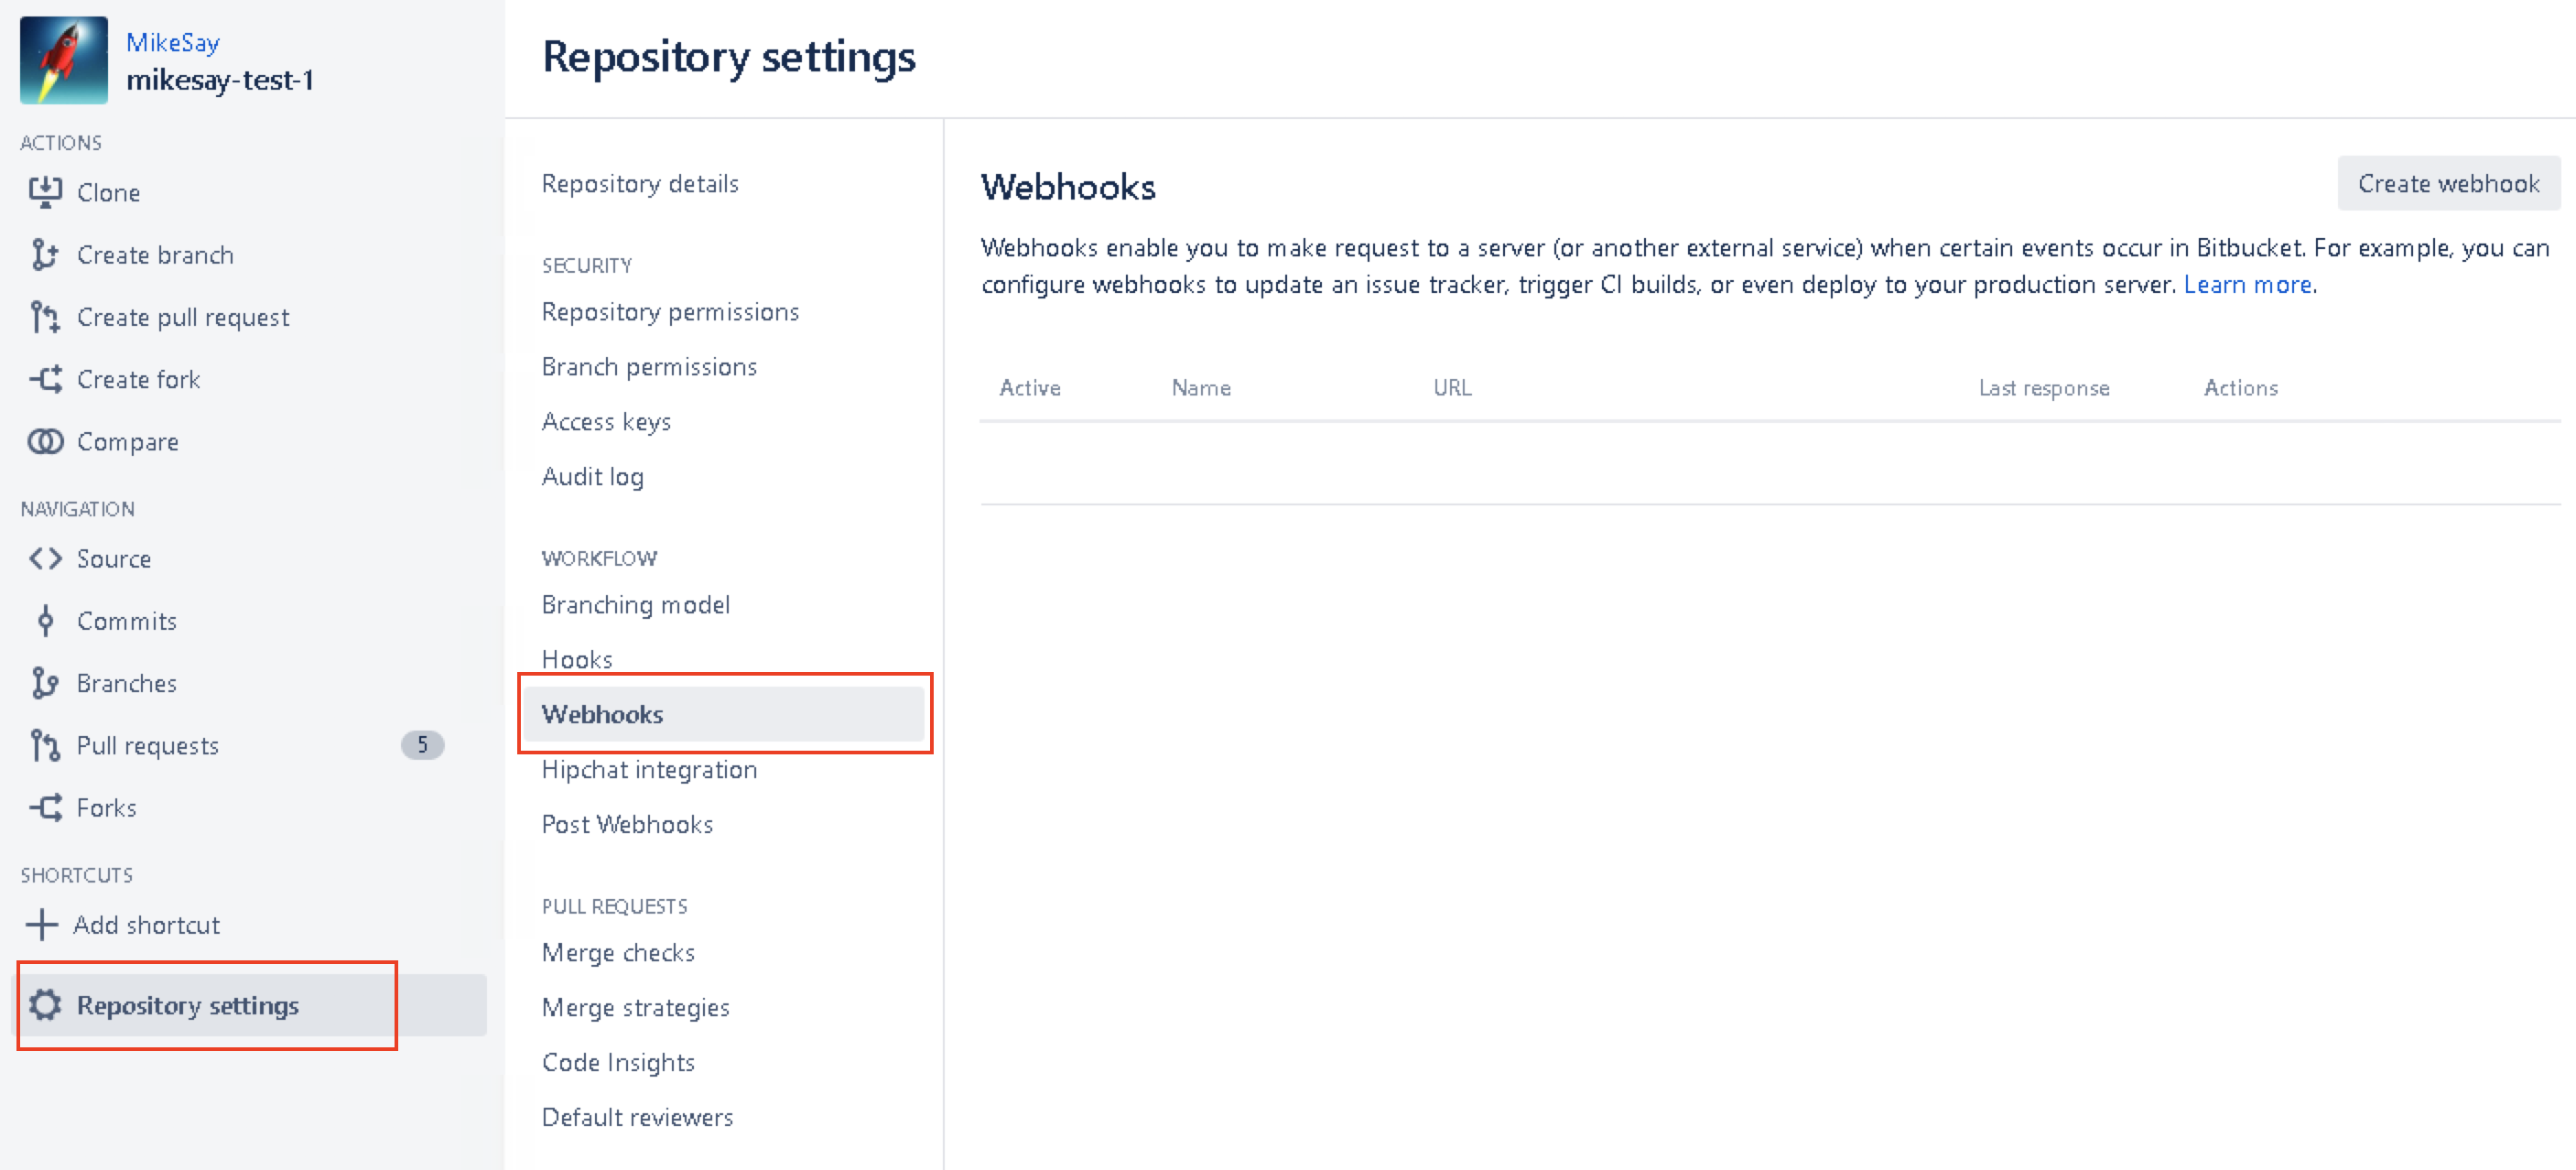 MikeSay
mikesay-test-1
ACTIONS
Clone
Create branch
Create pull request
Create fork
Compare
NAVIGATION
Source
Commits
Branches
Pull requests 5
Forks
SHORTCUTS
Add shortcut
Repository settings
Repository settings
Repository details
SECURITY
Repository permissions
Branch permissions
Access keys
Audit log
WORKFLOW
Branching model
Hooks
Webhooks
Hipchat integration
Post Webhooks
PULL REQUESTS
Merge checks
Merge strategies
Code Insights
Default reviewers
Webhooks
Create webhook
Webhooks enable you to make request to a server (or another external service) when certain events occur in Bitbucket. For example, you can
configure webhooks to update an issue tracker, trigger CI builds, or even deploy to your production server. Learn more.
Active Name URL Last response Actions